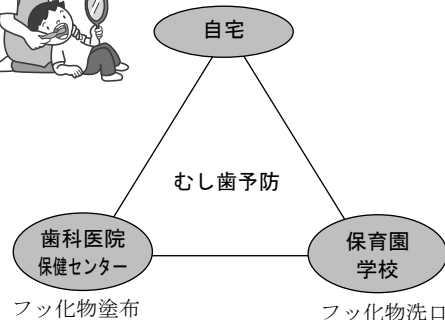 自宅
むし歯予防
歯科医院
保健センター
保育園
学校
フッ化物塗布
フッ化物洗口